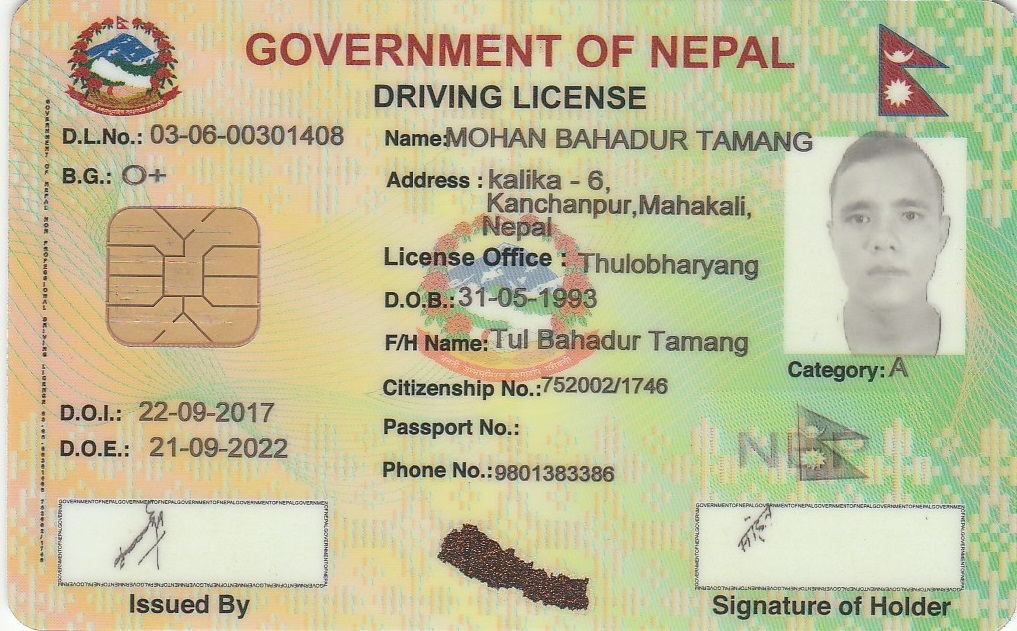 GOVERNMENT OF NEPAL
DRIVING LICENSE
D.L.No.: 03-06-00301408
B.G.: O+
Name:MOHAN BAHADUR TAMANG
Address : kalika - 6,
Kanchanpur,Mahakali,
Nepal
License Office : Thulobharyang
D.O.B.:31-05-1993
F/H Name:Tul Bahadur Tamang
Citizenship No.:752002/1746
Passport No.:
Phone No.:9801383386
Category: A
D.O.I.: 22-09-2017
D.O.E.: 21-09-2022
NEP
Issued By
Signature of Holder